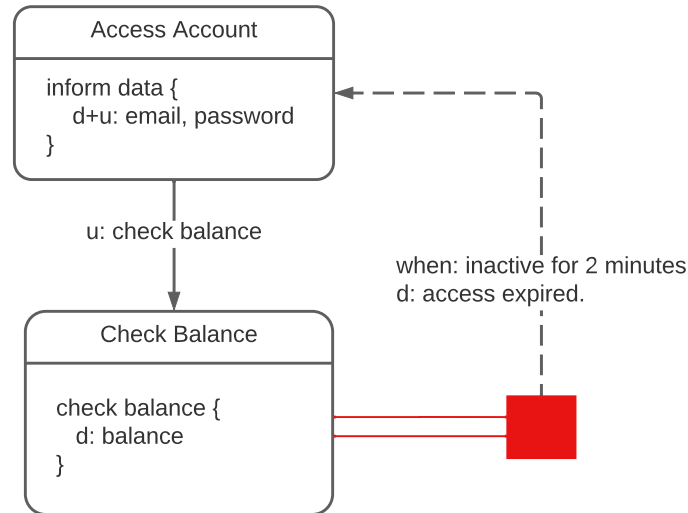 Access Account
inform data {
d+u: email, password
}
u: check balance
when: inactive for 2 minutes
d: access expired.
Check Balance
check balance {
d: balance
}